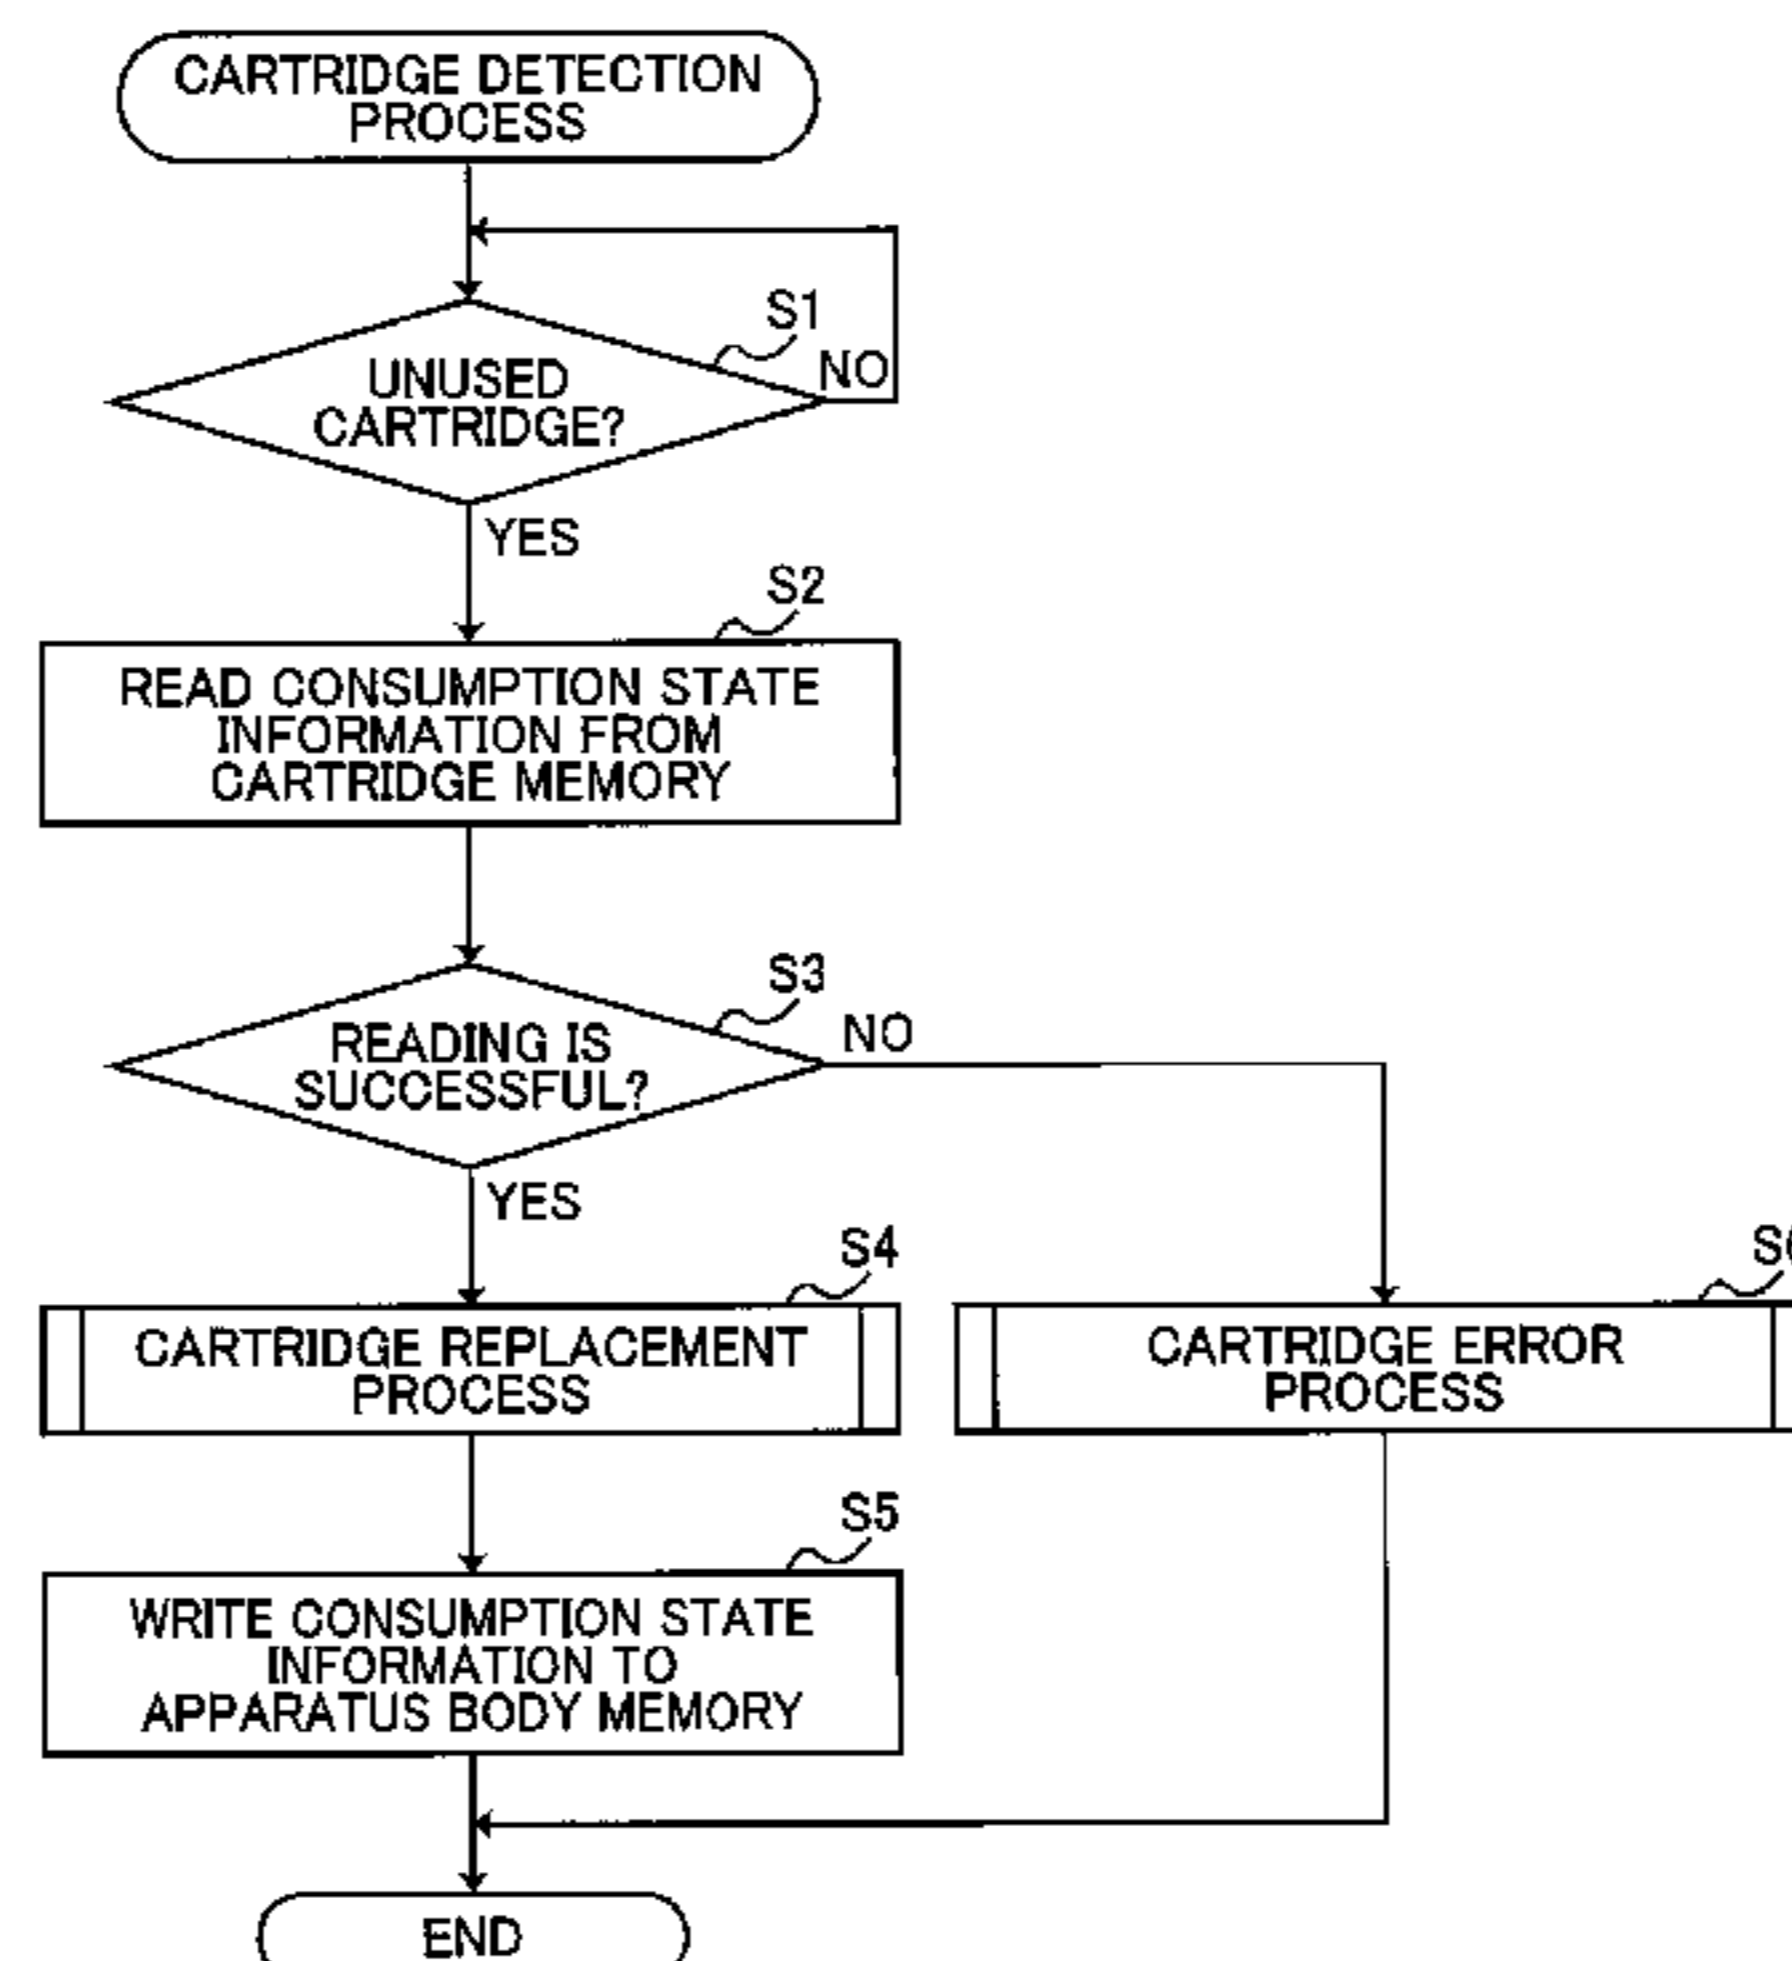 CARTRIDGE DETECTION
PROCESS
S1
NO
UNUSED
CARTRIDGE?
YES
S2
READ CONSUMPTION STATE
INFORMATION FROM
CARTRIDGE MEMORY
S3
NO
READING IS
SUCCESSFUL?
YES
S4
CARTRIDGE REPLACEMENT
PROCESS
CARTRIDGE ERROR
PROCESS
S5
WRITE CONSUMPTION STATE
INFORMATION TO
APPARATUS BODY MEMORY
END